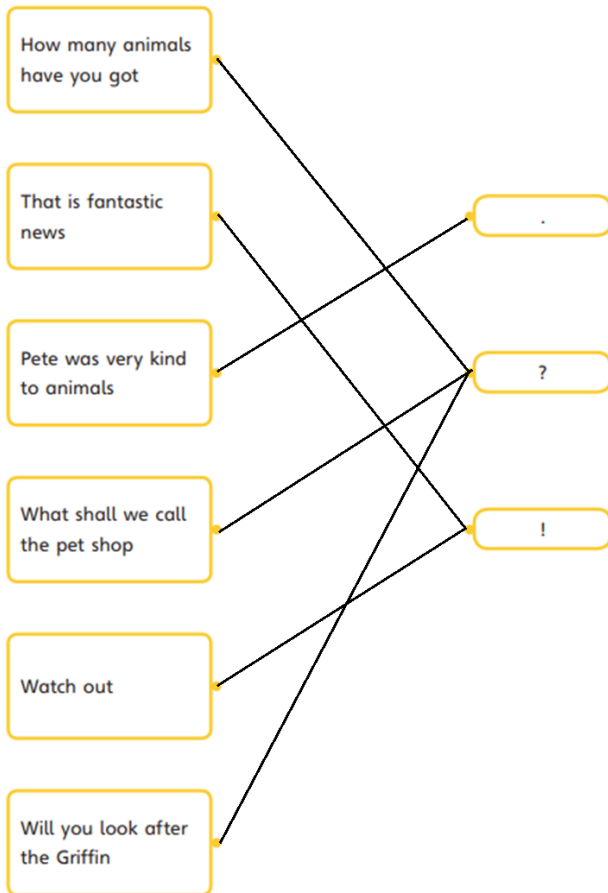 How many animals
have you got
That is fantastic
news
.
Pete was very kind
to animals
?
What shall we call
the pet shop
!
Watch out
Will you look after
the Griffin